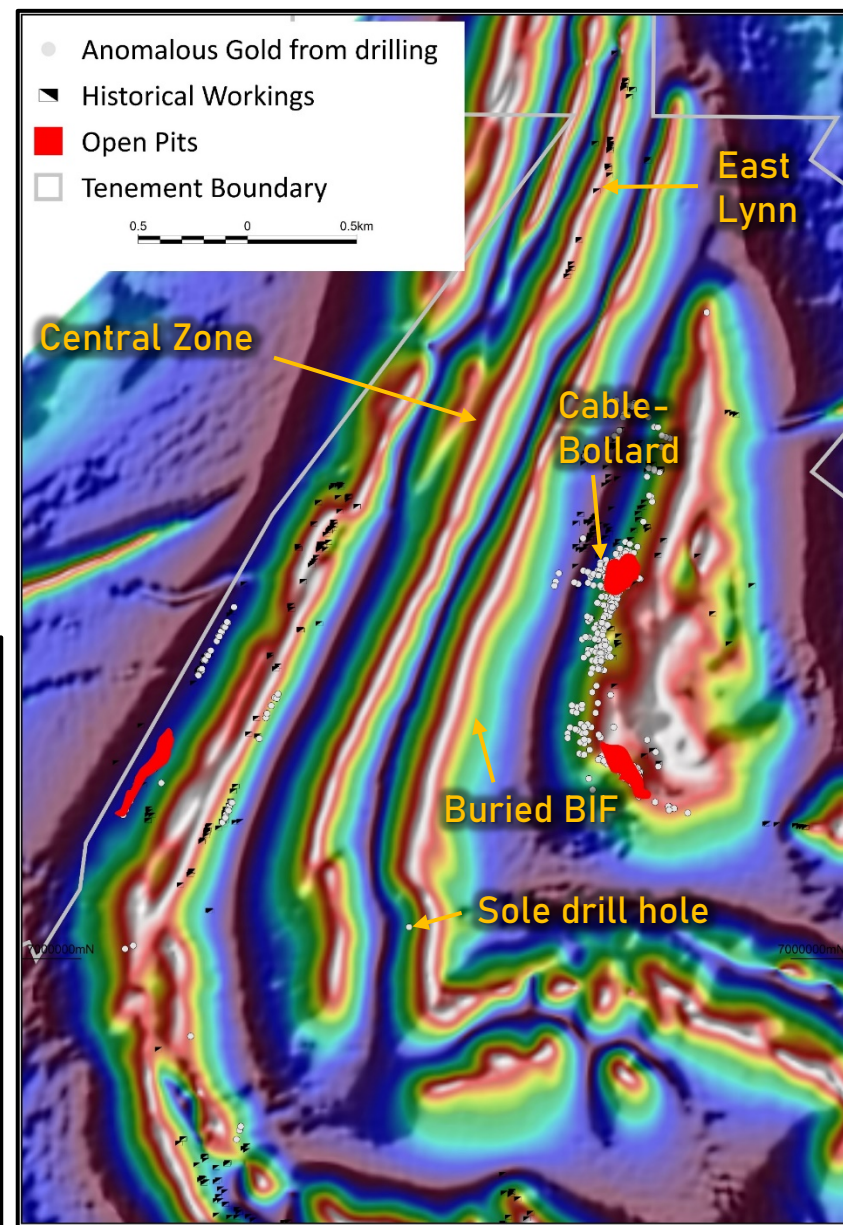 Anomalous Gold from drilling
Historical Workings
Open Pits
Tenement Boundary
0.5 0 0.5km
East
Lynn
Central Zone
Cable-
Bollard
Buried BIF
Sole drill hole
7000000mN 7000000mN